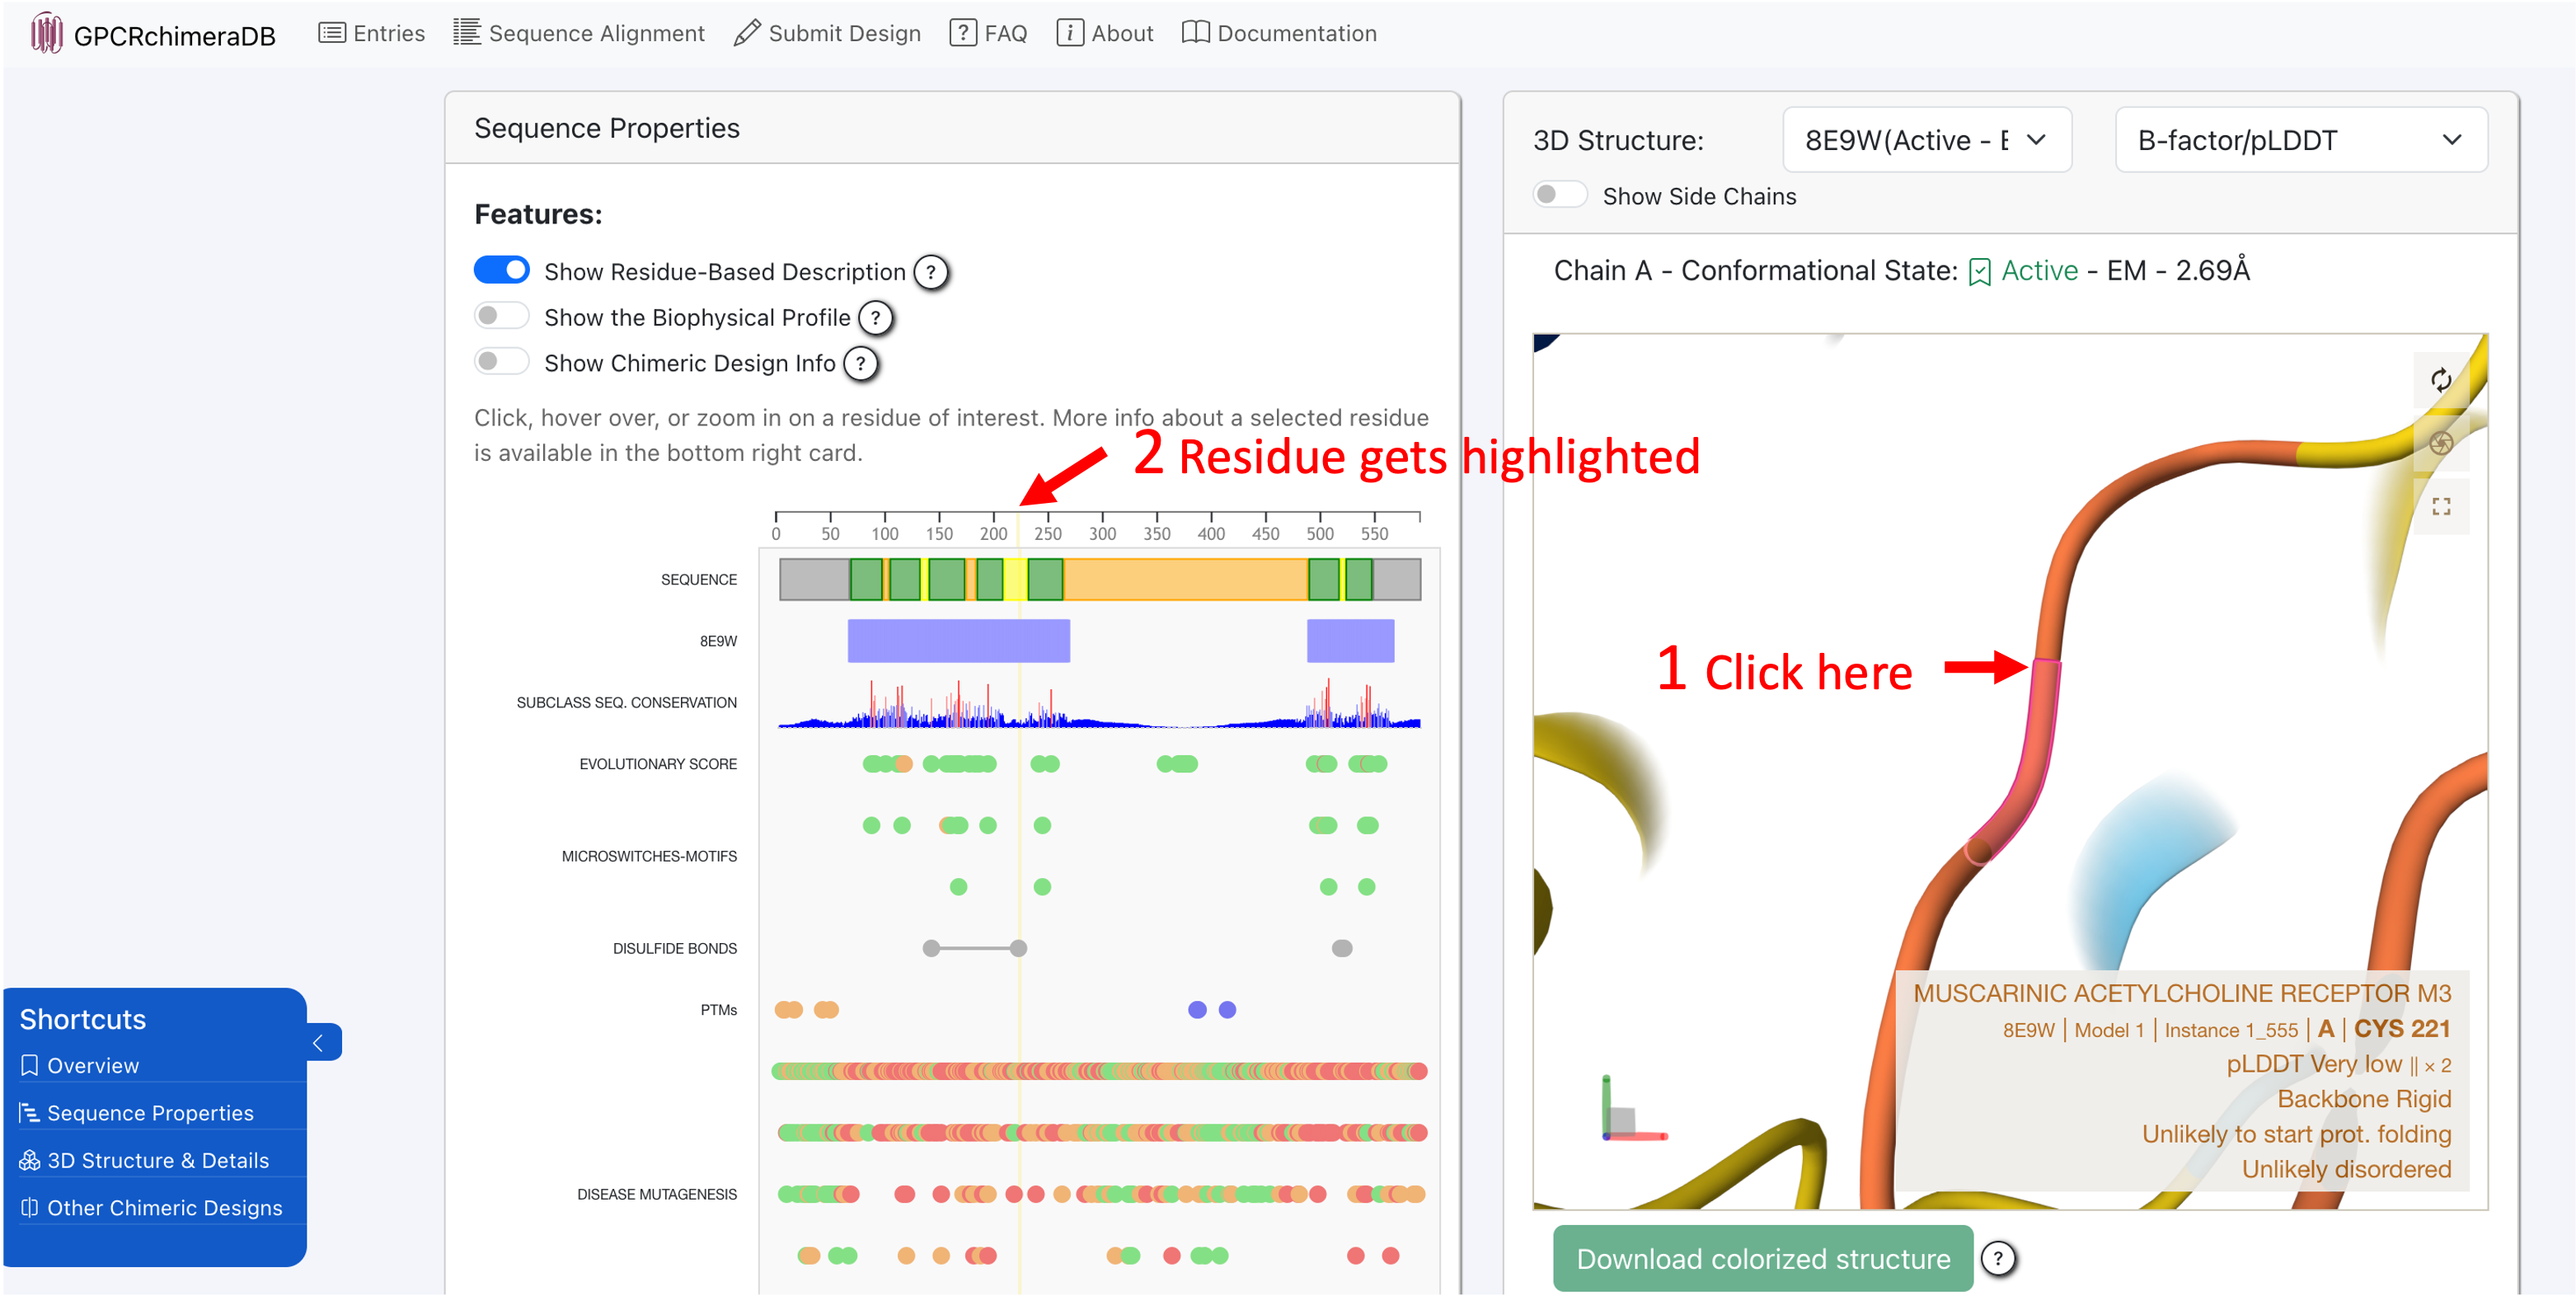 GPCRchimeraDB Entries Sequence Alignment Submit Design ? FAQ i About Documentation
Sequence Properties
Features:
Show Residue-Based Description ?
Show the Biophysical Profile ?
Show Chimeric Design Info ?
Click, hover over, or zoom in on a residue of interest. More info about a selected residue
is available in the bottom right card.
2 Residue gets highlighted
0 50 100 150 200 250 300 350 400 450 500 550
SEQUENCE
8E9W
SUBCLASS SEQ. CONSERVATION
EVOLUTIONARY SCORE
MICROSWITCHES-MOTIFS
DISULFIDE BONDS
PTMs
DISEASE MUTAGENESIS
3D Structure: 8E9W(Active - E B-factor/pLDDT
Show Side Chains
Chain A - Conformational State: Active - EM - 2.69Å
1 Click here
MUSCARINIC ACETYLCHOLINE RECEPTOR M3
8E9W | Model 1 | Instance 1_555 | A | CYS 221
pLDDT Very low || × 2
Backbone Rigid
Unlikely to start prot. folding
Unlikely disordered
Download colorized structure ?
Shortcuts
Overview
Sequence Properties
3D Structure & Details
Other Chimeric Designs